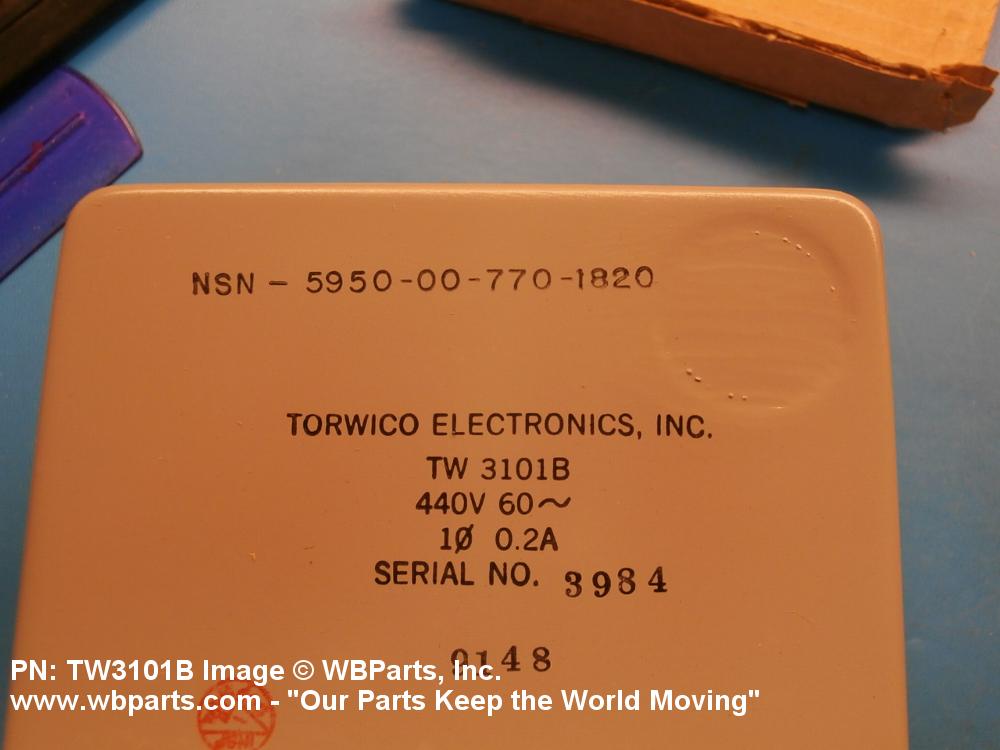 NSN - 5950-00-770-1820
TORWICO ELECTRONICS, INC.
TW 3101B
440V 60~
1Ø 0.2A
SERIAL NO. 3984
9148
PN: TW3101B Image © WBParts, Inc.
www.wbparts.com - "Our Parts Keep the World Moving"